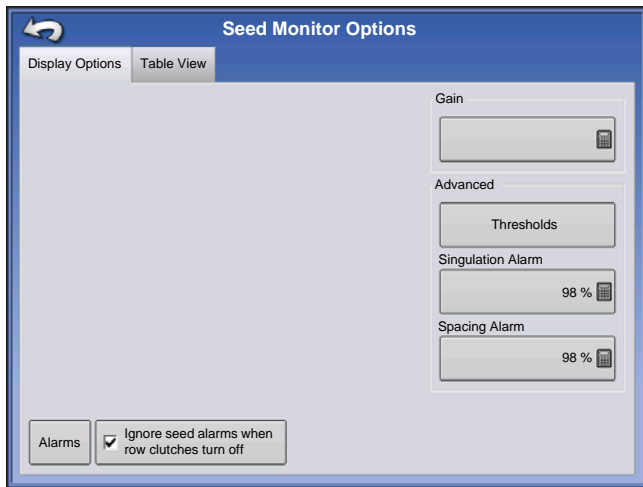 Seed Monitor Options
Display Options
Table View
Gain
Advanced
Thresholds
Singulation Alarm
98 %
Spacing Alarm
98 %
Alarms
Ignore seed alarms when
row clutches turn off